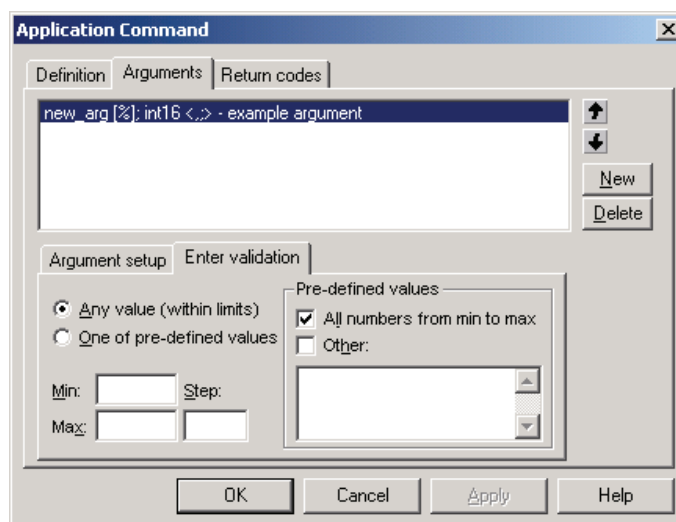 Application Command
Definition Arguments Return codes
new_arg [%]; int16 <,;> - example argument
New
Delete
Argument setup Enter validation
Any value (within limits)
One of pre-defined values
Min: Step:
Max:
Pre-defined values
All numbers from min to max
Other:
OK Cancel Apply Help